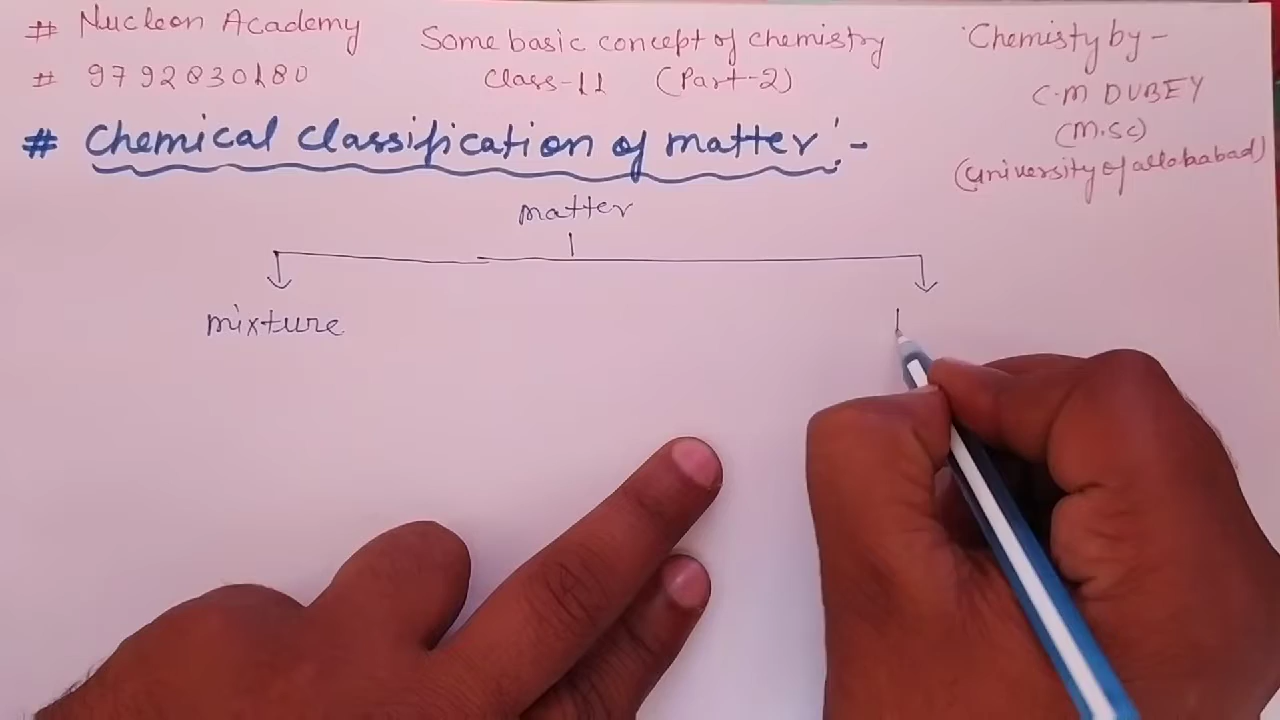 # Nucleon Academy
# 9792830180
Some basic concept of chemistry
Class-11 (Part-2)
Chemisty by-
C.M DUBEY
(M.Sc)
(University of allahabad)
# Chemical classification of matter:-
matter
mixture